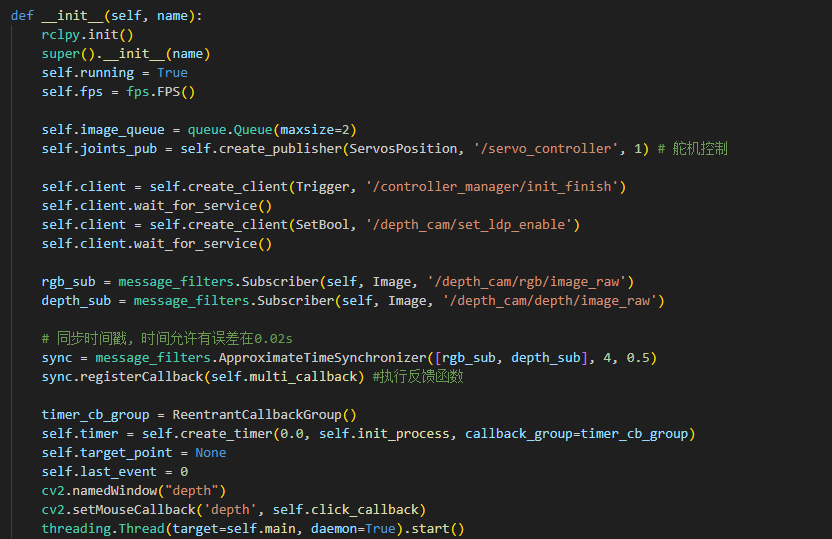 def __init__(self, name):
rclpy.init()
super().__init__(name)
self.running = True
self.fps = fps.FPS()
self.image_queue = queue.Queue(maxsize=2)
self.joints_pub = self.create_publisher(ServosPosition, '/servo_controller', 1) # 舵机控制
self.client = self.create_client(Trigger, '/controller_manager/init_finish')
self.client.wait_for_service()
self.client = self.create_client(SetBool, '/depth_cam/set_ldp_enable')
self.client.wait_for_service()
rgb_sub = message_filters.Subscriber(self, Image, '/depth_cam/rgb/image_raw')
depth_sub = message_filters.Subscriber(self, Image, '/depth_cam/depth/image_raw')
# 同步时间戳, 时间允许有误差在0.02s
sync = message_filters.ApproximateTimeSynchronizer([rgb_sub, depth_sub], 4, 0.5)
sync.registerCallback(self.multi_callback) #执行反馈函数
timer_cb_group = ReentrantCallbackGroup()
self.timer = self.create_timer(0.0, self.init_process, callback_group=timer_cb_group)
self.target_point = None
self.last_event = 0
cv2.namedWindow("depth")
cv2.setMouseCallback('depth', self.click_callback)
threading.Thread(target=self.main, daemon=True).start()